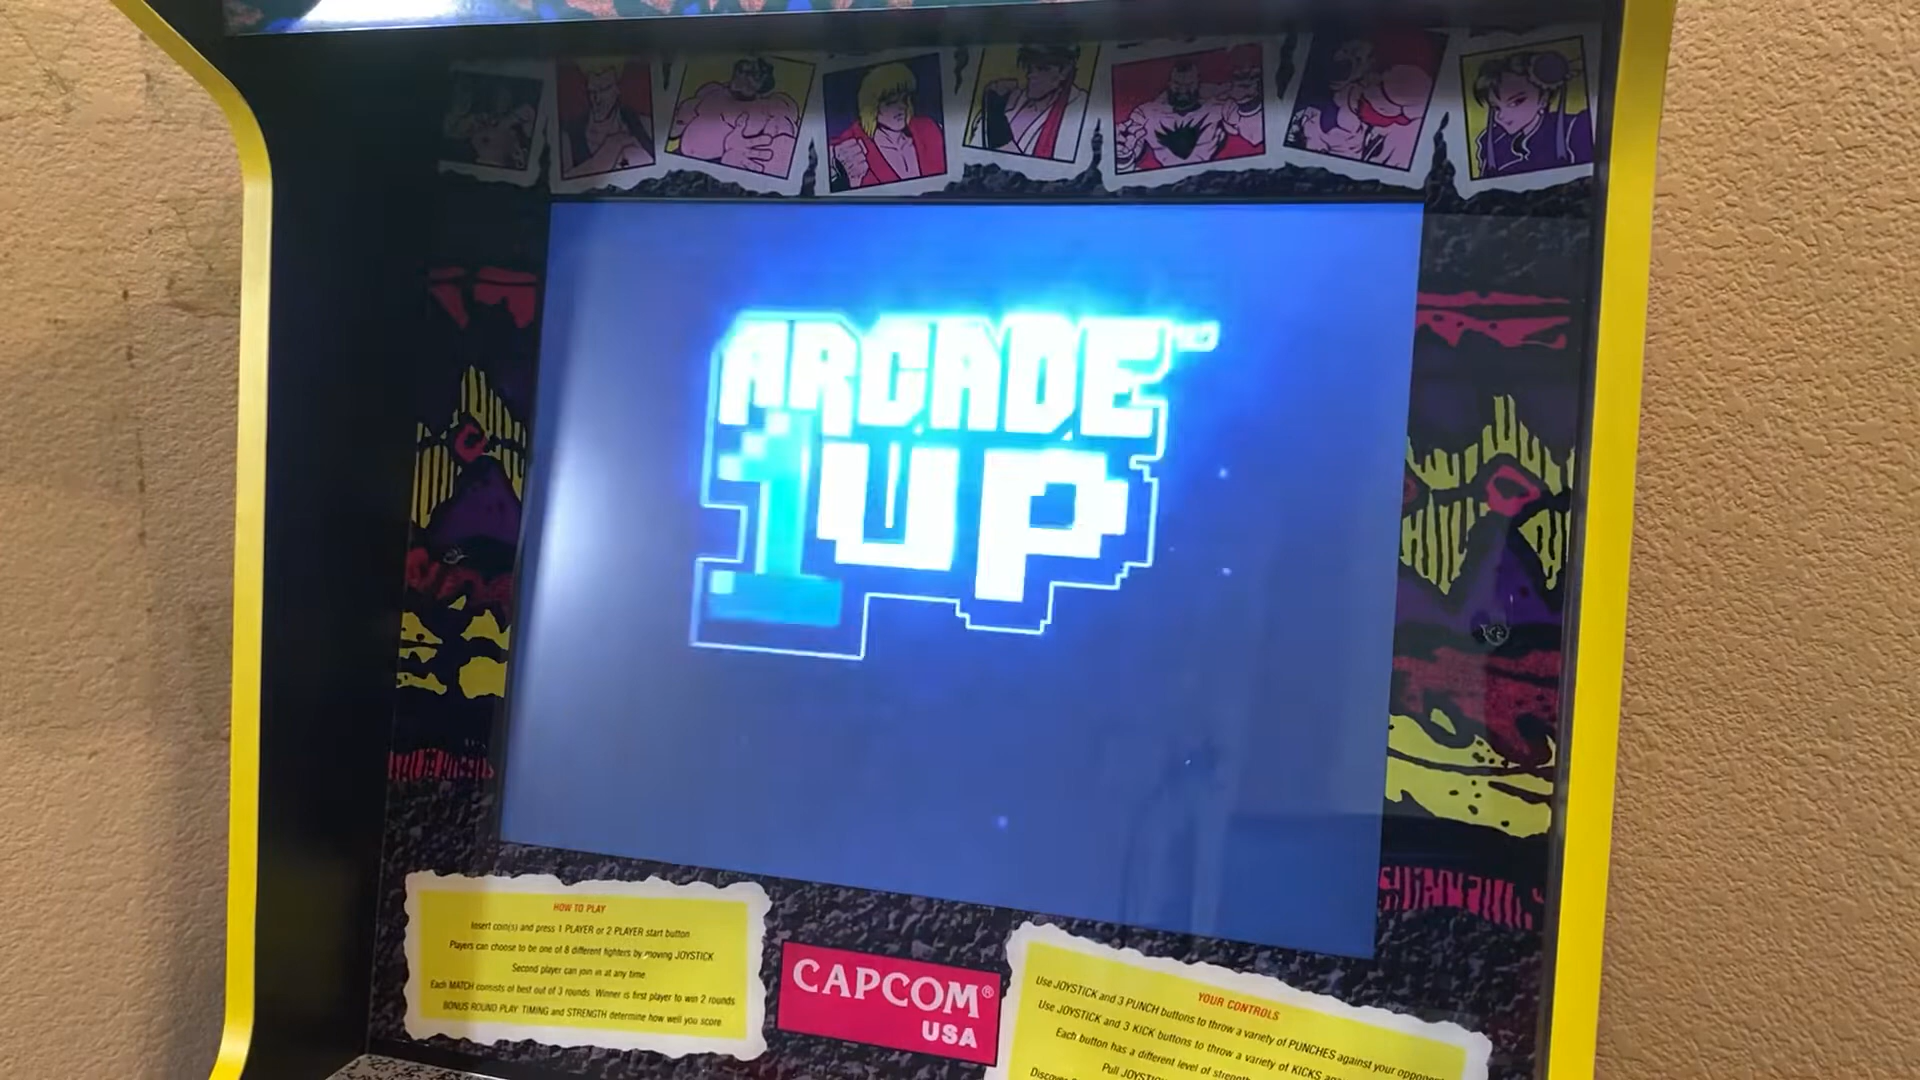 ARCADE
1UP
HOW TO PLAY
Insert coin(s) and press 1 PLAYER or 2 PLAYER start button
Players can choose to be one of 8 different fighters by moving JOYSTICK
Second player can join in at any time
Each MATCH consists of best out of 3 rounds Winner is first player to win 2 rounds
BONUS ROUND PLAY TIMING and STRENGTH determine how well you score
CAPCOM®
USA
YOUR CONTROLS
Use JOYSTICK and 3 PUNCH buttons to throw a variety of PUNCHES against your
Use JOYSTICK and 3 KICK buttons to throw a variety of KICKS
Each button has a different level of
Pull